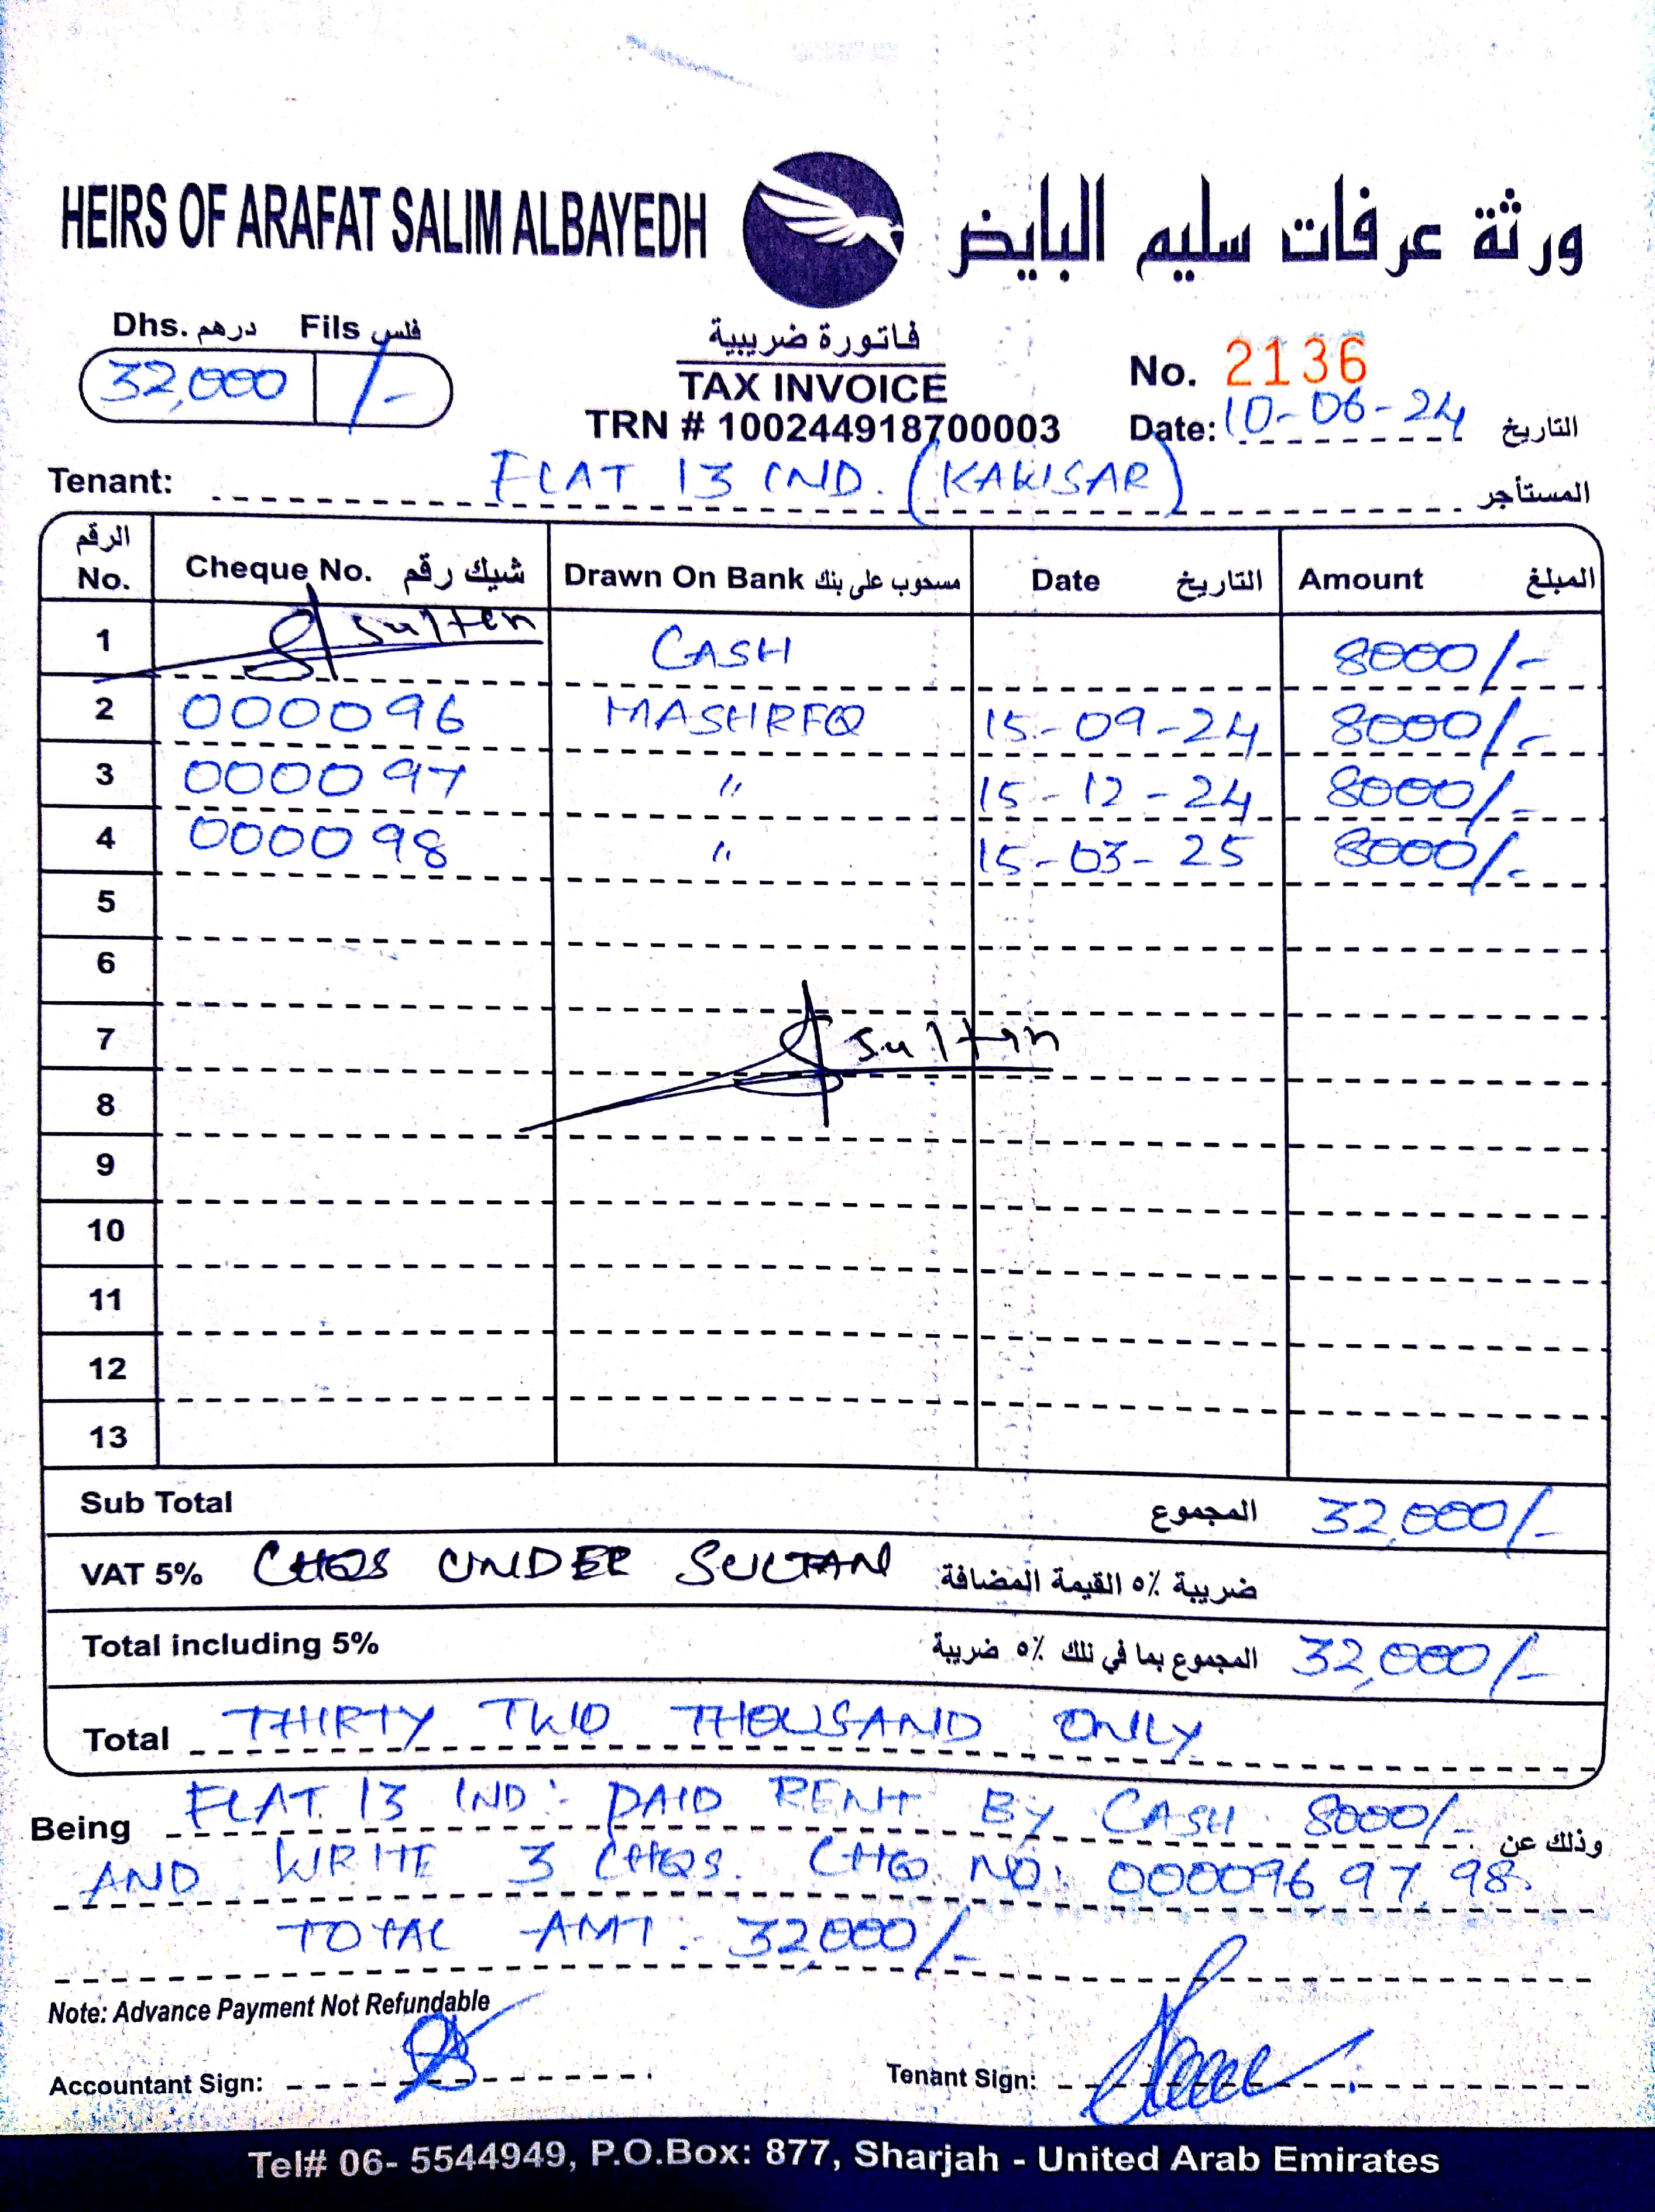 HEIRS OF ARAFAT SALIM ALBAYEDH ورثة عرفات سليم البايض
Dhs. درهم Fils فلس
32,000 /-
فاتورة ضريبية
TAX INVOICE
TRN # 100244918700003
No. 2136
Date: 10-06-24 التاريخ
Tenant: FLAT 13 IND. (KAWSAR) المستأجر
الرقم No. Cheque No. شيك رقم Drawn On Bank مسحوب على بنك Date التاريخ Amount المبلغ
1 Sultan CASH 8000/-
2 000096 MASHREQ 15-09-24 8000/-
3 000097 " 15-12-24 8000/-
4 000098 " 15-03-25 8000/-
5
6
7 Sultan
8
9
10
11
12
13
Sub Total المجموع 32,000/-
VAT 5% CHQS UNDER SULTAN ضريبة ٥٪ القيمة المضافة
Total including 5% المجموع بما في ذلك ٥٪ ضريبة 32,000/-
Total THIRTY TWO THOUSAND ONLY
Being FLAT. 13 IND: PAID RENT BY CASH 8000/- وذلك عن
AND WRITE 3 CHQS. CHQ. NO: 000096 97. 98.
TOTAL AMT. 32,000/-
Note: Advance Payment Not Refundable
Accountant Sign: Tenant Sign:
Tel# 06- 5544949, P.O.Box: 877, Sharjah - United Arab Emirates